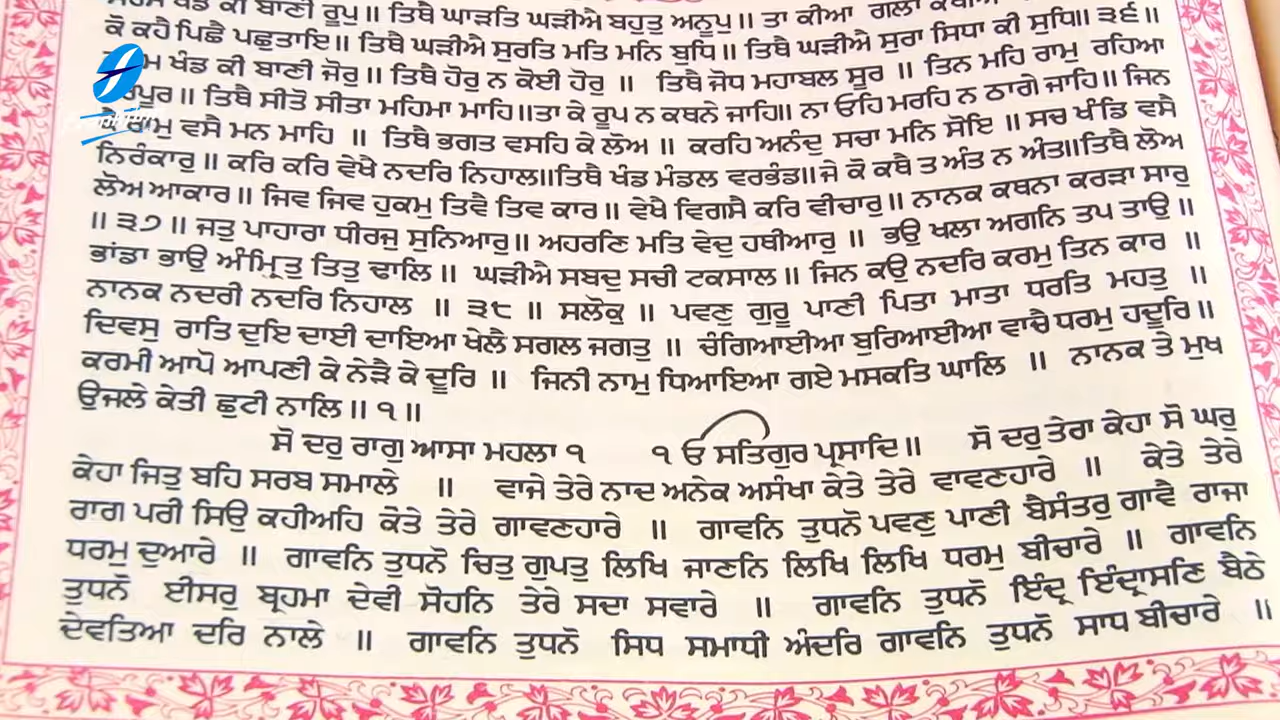 ਸਰਮ ਖੰਡ ਕੀ ਬਾਣੀ ਰੂਪੁ ॥ ਤਿਥੈ ਘਾੜਤਿ ਘੜੀਐ ਬਹੁਤੁ ਅਨੂਪੁ ॥ ਤਾ ਕੀਆ ਗਲਾ
ਕੋ ਕਹੈ ਪਿਛੈ ਪਛੁਤਾਇ॥ ਤਿਥੈ ਘੜੀਐ ਸੁਰਤਿ ਮਤਿ ਮਨਿ ਬੁਧਿ ॥ ਤਿਥੈ ਘੜੀਐ ਸੁਰਾ ਸਿਧਾ ਕੀ ਸੁਧਿ॥ ੩੬ ॥
ਖੰਡ ਕੀ ਬਾਣੀ ਜੋਰੁ ॥ ਤਿਥੈ ਹੋਰੁ ਨ ਕੋਈ ਹੋਰੁ ॥ ਤਿਥੈ ਜੋਧ ਮਹਾਬਲ ਸੂਰ ॥ ਤਿਨ ਮਹਿ ਰਾਮੁ ਰਹਿਆ
ਭਰਪੂਰ ॥ ਤਿਥੈ ਸੀਤੋ ਸੀਤਾ ਮਹਿਮਾ ਮਾਹਿ॥ਤਾ ਕੇ ਰੂਪ ਨ ਕਥਨੇ ਜਾਹਿ॥ ਨਾ ਓਹਿ ਮਰਹਿ ਨ ਠਾਗੇ ਜਾਹਿ॥ ਜਿਨ
ਕੈ ਰਾਮੁ ਵਸੈ ਮਨ ਮਾਹਿ ॥ ਤਿਥੈ ਭਗਤ ਵਸਹਿ ਕੇ ਲੋਅ ॥ ਕਰਹਿ ਅਨੰਦੁ ਸਚਾ ਮਨਿ ਸੋਇ ॥ ਸਚ ਖੰਡਿ ਵਸੈ
ਨਿਰੰਕਾਰੁ ॥ ਕਰਿ ਕਰਿ ਵੇਖੈ ਨਦਰਿ ਨਿਹਾਲ॥ਤਿਥੈ ਖੰਡ ਮੰਡਲ ਵਰਭੰਡ॥ ਜੇ ਕੋ ਕਥੈ ਤ ਅੰਤ ਨ ਅੰਤ॥ਤਿਥੈ ਲੋਅ
ਲੋਅ ਆਕਾਰ ॥ ਜਿਵ ਜਿਵ ਹੁਕਮੁ ਤਿਵੈ ਤਿਵ ਕਾਰ ॥ ਵੇਖੈ ਵਿਗਸੈ ਕਰਿ ਵੀਚਾਰੁ ॥ ਨਾਨਕ ਕਥਨਾ ਕਰੜਾ ਸਾਰੁ
॥ ੩੭ ॥ ਜਤੁ ਪਾਹਾਰਾ ਧੀਰਜੁ ਸੁਨਿਆਰੁ ॥ ਅਹਰਣਿ ਮਤਿ ਵੇਦੁ ਹਥੀਆਰੁ ॥ ਭਉ ਖਲਾ ਅਗਨਿ ਤਪ ਤਾਉ ॥
ਭਾਂਡਾ ਭਾਉ ਅੰਮ੍ਰਿਤੁ ਤਿਤੁ ਢਾਲਿ ॥ ਘੜੀਐ ਸਬਦੁ ਸਚੀ ਟਕਸਾਲ ॥ ਜਿਨ ਕਉ ਨਦਰਿ ਕਰਮੁ ਤਿਨ ਕਾਰ ॥
ਨਾਨਕ ਨਦਰੀ ਨਦਰਿ ਨਿਹਾਲ ॥ ੩੮ ॥ ਸਲੋਕੁ ॥ ਪਵਣੁ ਗੁਰੂ ਪਾਣੀ ਪਿਤਾ ਮਾਤਾ ਧਰਤਿ ਮਹਤੁ ॥
ਦਿਵਸੁ ਰਾਤਿ ਦੁਇ ਦਾਈ ਦਾਇਆ ਖੇਲੈ ਸਗਲ ਜਗਤੁ ॥ ਚੰਗਿਆਈਆ ਬੁਰਿਆਈਆ ਵਾਚੈ ਧਰਮੁ ਹਦੂਰਿ ॥
ਕਰਮੀ ਆਪੋ ਆਪਣੀ ਕੇ ਨੇੜੈ ਕੇ ਦੂਰਿ ॥ ਜਿਨੀ ਨਾਮੁ ਧਿਆਇਆ ਗਏ ਮਸਕਤਿ ਘਾਲਿ ॥ ਨਾਨਕ ਤੇ ਮੁਖ
ਉਜਲੇ ਕੇਤੀ ਛੁਟੀ ਨਾਲਿ ॥ ੧ ॥
ਸੋ ਦਰੁ ਰਾਗੁ ਆਸਾ ਮਹਲਾ ੧ ੴ ਸਤਿਗੁਰ ਪ੍ਰਸਾਦਿ ॥ ਸੋ ਦਰੁ ਤੇਰਾ ਕੇਹਾ ਸੋ ਘਰੁ
ਕੇਹਾ ਜਿਤੁ ਬਹਿ ਸਰਬ ਸਮਾਲੇ ॥ ਵਾਜੇ ਤੇਰੇ ਨਾਦ ਅਨੇਕ ਅਸੰਖਾ ਕੇਤੇ ਤੇਰੇ ਵਾਵਣਹਾਰੇ ॥ ਕੇਤੇ ਤੇਰੇ
ਰਾਗ ਪਰੀ ਸਿਉ ਕਹੀਅਹਿ ਕੇਤੇ ਤੇਰੇ ਗਾਵਣਹਾਰੇ ॥ ਗਾਵਨਿ ਤੁਧਨੋ ਪਵਣੁ ਪਾਣੀ ਬੈਸੰਤਰੁ ਗਾਵੈ ਰਾਜਾ
ਧਰਮੁ ਦੁਆਰੇ ॥ ਗਾਵਨਿ ਤੁਧਨੋ ਚਿਤੁ ਗੁਪਤੁ ਲਿਖਿ ਜਾਣਨਿ ਲਿਖਿ ਲਿਖਿ ਧਰਮੁ ਬੀਚਾਰੇ ॥ ਗਾਵਨਿ
ਤੁਧਨੋ ਈਸਰੁ ਬ੍ਰਹਮਾ ਦੇਵੀ ਸੋਹਨਿ ਤੇਰੇ ਸਦਾ ਸਵਾਰੇ ॥ ਗਾਵਨਿ ਤੁਧਨੋ ਇੰਦ੍ਰ ਇੰਦ੍ਰਾਸਣਿ ਬੈਠੇ
ਦੇਵਤਿਆ ਦਰਿ ਨਾਲੇ ॥ ਗਾਵਨਿ ਤੁਧਨੋ ਸਿਧ ਸਮਾਧੀ ਅੰਦਰਿ ਗਾਵਨਿ ਤੁਧਨੋ ਸਾਧ ਬੀਚਾਰੇ ॥